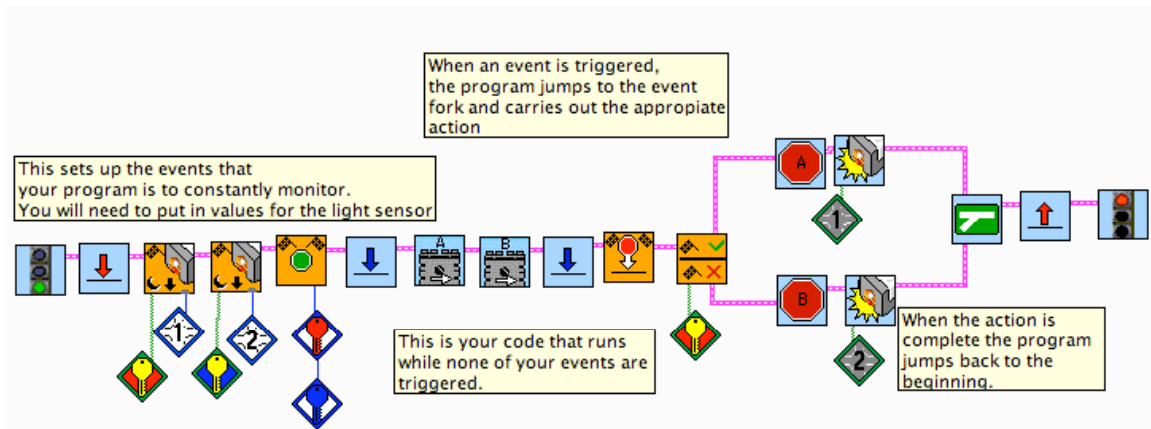 When an event is triggered,
the program jumps to the event
fork and carries out the appropiate
action
This sets up the events that
your program is to constantly monitor.
You will need to put in values for the light sensor
A
1
A
B
B
1
2
This is your code that runs
while none of your events are
triggered.
2
When the action is
complete the program
jumps back to the
beginning.